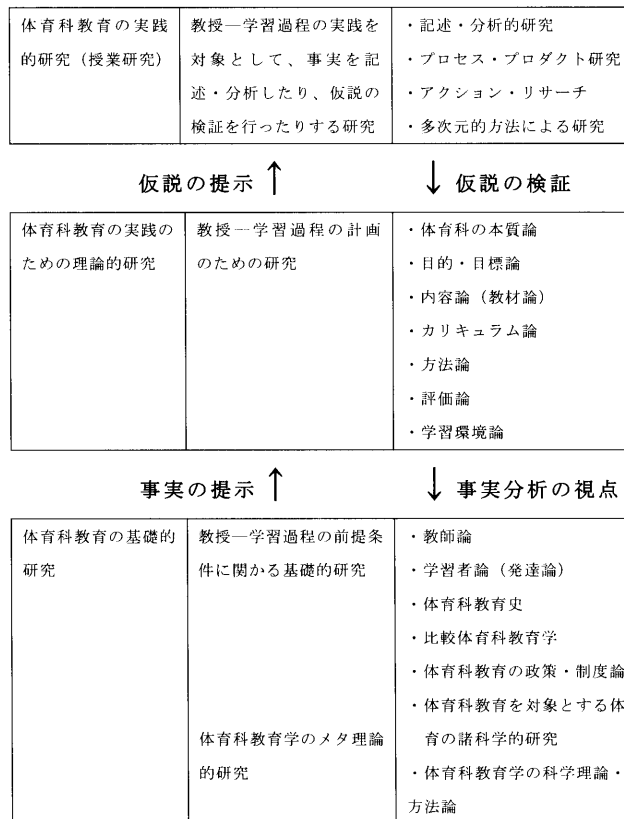 体育科教育の実践
的研究（授業研究）
教授―学習過程の実践を
対象として、事実を記
述・分析したり、仮説の
検証を行ったりする研究
・記述・分析的研究
・プロセス・プロダクト研究
・アクション・リサーチ
・多次元的方法による研究
仮説の提示 ↑
↓ 仮説の検証
体育科教育の実践の
ための理論的研究
教授―学習過程の計画
のための研究
・体育科の本質論
・目的・目標論
・内容論（教材論）
・カリキュラム論
・方法論
・評価論
・学習環境論
事実の提示 ↑
↓ 事実分析の視点
体育科教育の基礎的
研究
教授―学習過程の前提条
件に関かる基礎的研究
体育科教育学のメタ理論
的研究
・教師論
・学習者論（発達論）
・体育科教育史
・比較体育科教育学
・体育科教育の政策・制度論
・体育科教育を対象とする体
育の諸科学的研究
・体育科教育学の科学理論・
方法論